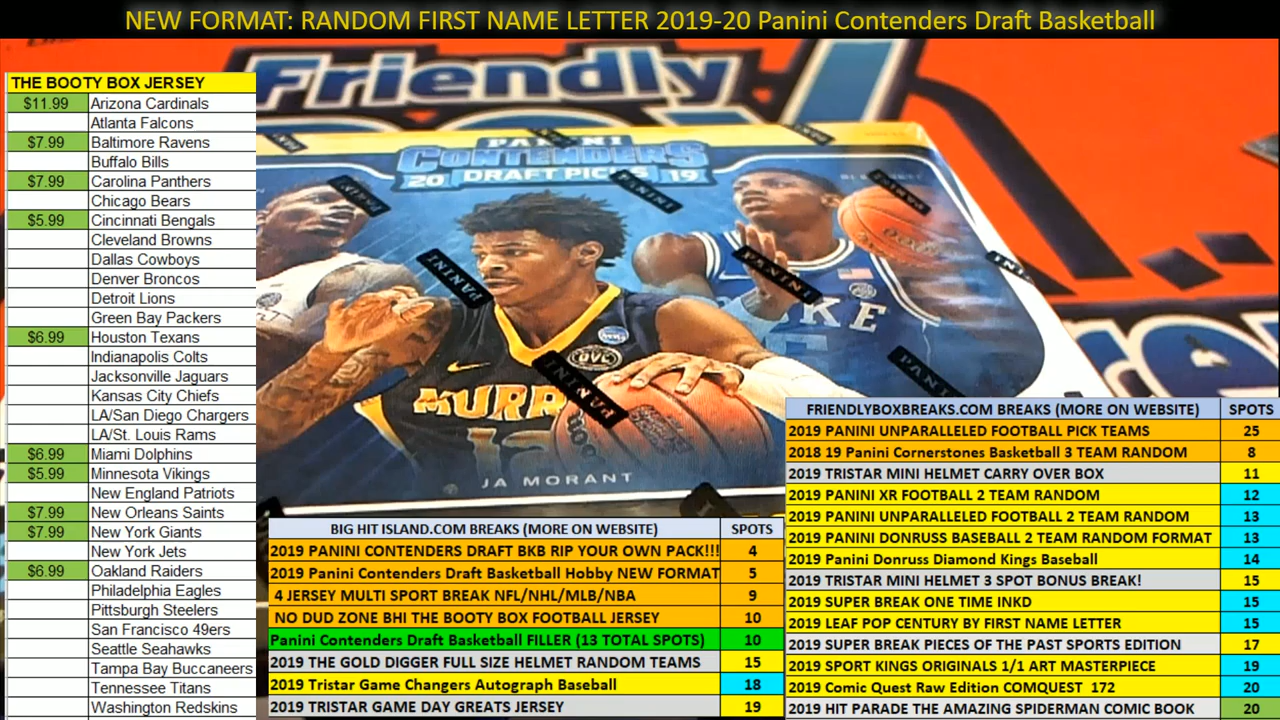 NEW FORMAT: RANDOM FIRST NAME LETTER 2019-20 Panini Contenders Draft Basketball
THE BOOTY BOX JERSEY
$11.99 Arizona Cardinals
Atlanta Falcons
$7.99 Baltimore Ravens
Buffalo Bills
$7.99 Carolina Panthers
Chicago Bears
$5.99 Cincinnati Bengals
Cleveland Browns
Dallas Cowboys
Denver Broncos
Detroit Lions
Green Bay Packers
$6.99 Houston Texans
Indianapolis Colts
Jacksonville Jaguars
Kansas City Chiefs
LA/San Diego Chargers
LA/St. Louis Rams
$6.99 Miami Dolphins
$5.99 Minnesota Vikings
New England Patriots
$7.99 New Orleans Saints
$7.99 New York Giants
New York Jets
$6.99 Oakland Raiders
Philadelphia Eagles
Pittsburgh Steelers
San Francisco 49ers
Seattle Seahawks
Tampa Bay Buccaneers
Tennessee Titans
Washington Redskins
Friendly
PANINI
CONTENDERS
20 DRAFT PICKS 19
PANINI
PANINI
PANINI
PANINI
PANINI
PANINI
PANINI
OVC
MURR
KE
JA MORANT
BIG HIT ISLAND.COM BREAKS (MORE ON WEBSITE) SPOTS
2019 PANINI CONTENDERS DRAFT BKB RIP YOUR OWN PACK!!! 4
2019 Panini Contenders Draft Basketball Hobby NEW FORMAT 5
4 JERSEY MULTI SPORT BREAK NFL/NHL/MLB/NBA 9
NO DUD ZONE BHI THE BOOTY BOX FOOTBALL JERSEY 10
Panini Contenders Draft Basketball FILLER (13 TOTAL SPOTS) 10
2019 THE GOLD DIGGER FULL SIZE HELMET RANDOM TEAMS 15
2019 Tristar Game Changers Autograph Baseball 18
2019 TRISTAR GAME DAY GREATS JERSEY 19
FRIENDLYBOXBREAKS.COM BREAKS (MORE ON WEBSITE) SPOTS
2019 PANINI UNPARALLELED FOOTBALL PICK TEAMS 25
2018 19 Panini Cornerstones Basketball 3 TEAM RANDOM 8
2019 TRISTAR MINI HELMET CARRY OVER BOX 11
2019 PANINI XR FOOTBALL 2 TEAM RANDOM 12
2019 PANINI UNPARALLELED FOOTBALL 2 TEAM RANDOM 13
2019 PANINI DONRUSS BASEBALL 2 TEAM RANDOM FORMAT 13
2019 Panini Donruss Diamond Kings Baseball 14
2019 TRISTAR MINI HELMET 3 SPOT BONUS BREAK! 15
2019 SUPER BREAK ONE TIME INKD 15
2019 LEAF POP CENTURY BY FIRST NAME LETTER 15
2019 SUPER BREAK PIECES OF THE PAST SPORTS EDITION 17
2019 SPORT KINGS ORIGINALS 1/1 ART MASTERPIECE 19
2019 Comic Quest Raw Edition COMQUEST 172 20
2019 HIT PARADE THE AMAZING SPIDERMAN COMIC BOOK 20